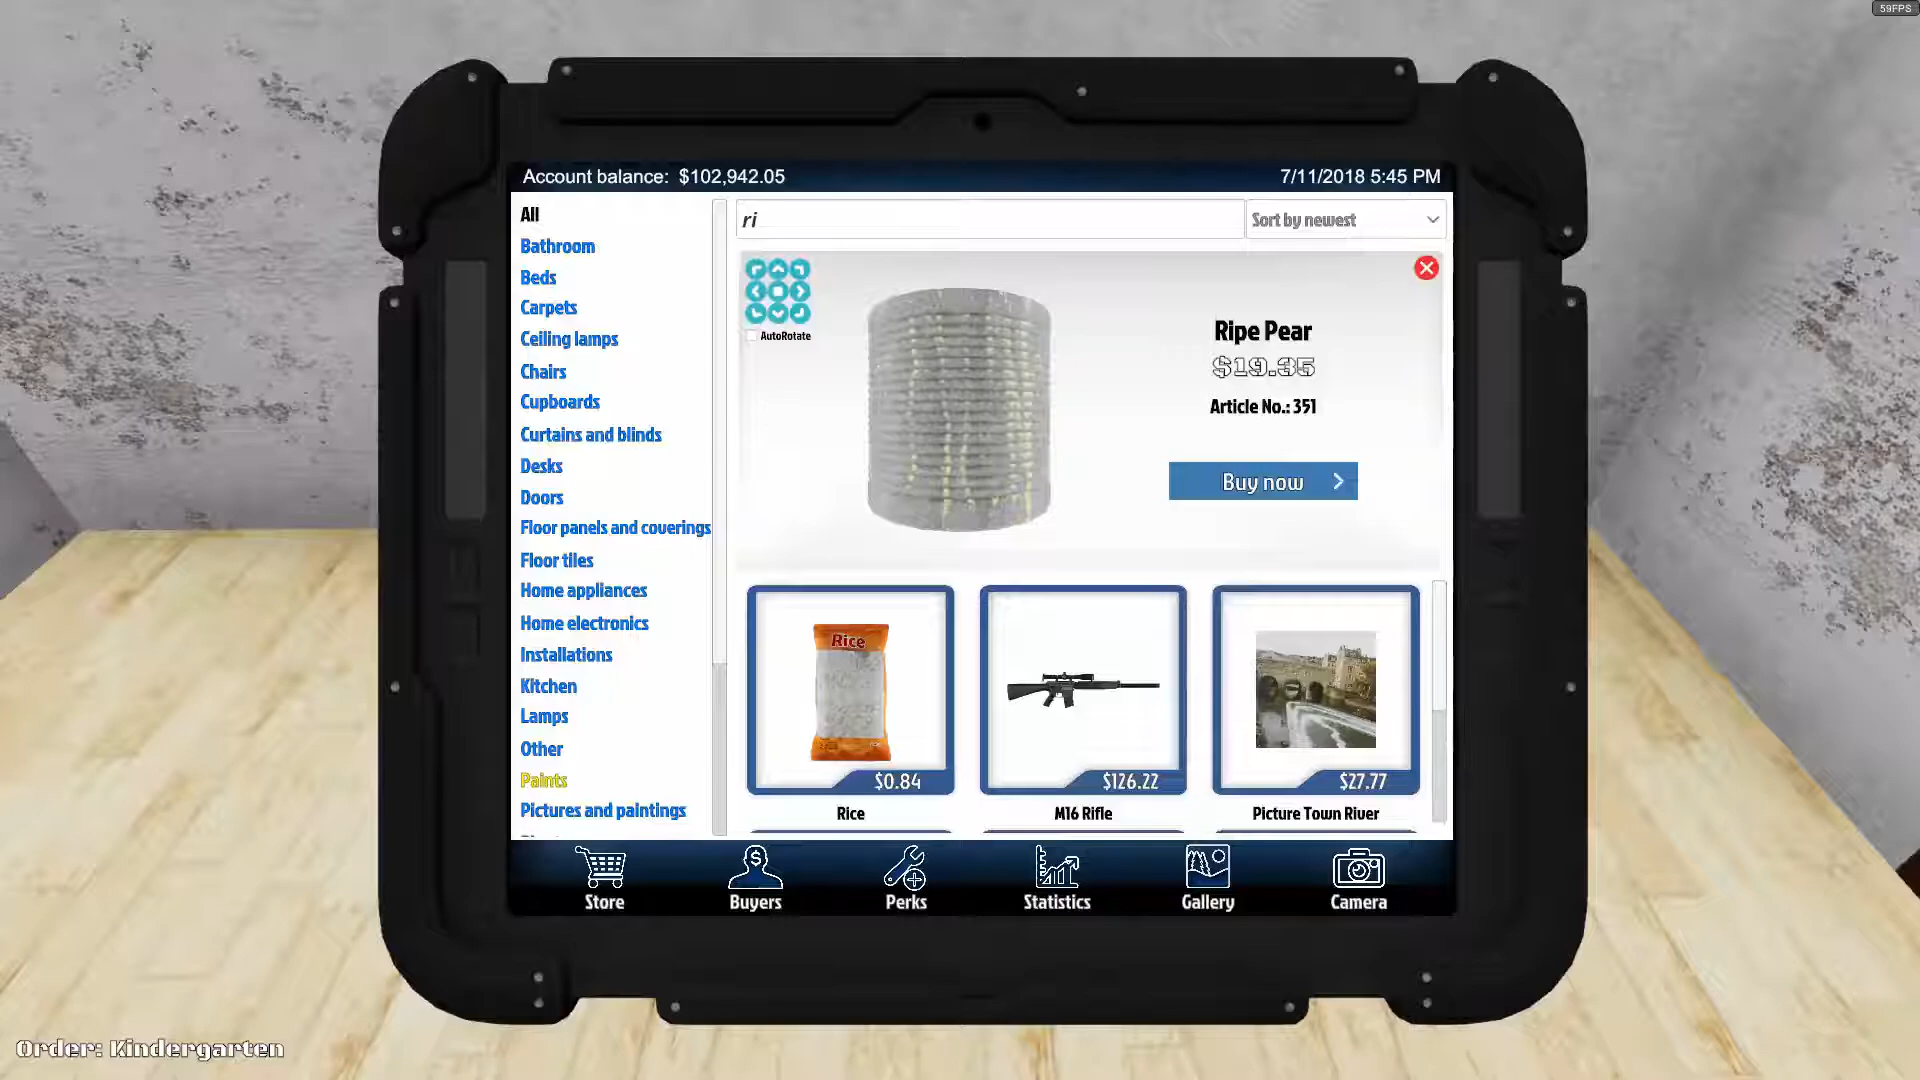 59FPS
Account balance: $102,942.05
7/11/2018 5:45 PM
All
Bathroom
Beds
Carpets
Ceiling lamps
Chairs
Cupboards
Curtains and blinds
Desks
Doors
Floor panels and coverings
Floor tiles
Home appliances
Home electronics
Installations
Kitchen
Lamps
Other
Paints
Pictures and paintings
ri
Sort by newest
AutoRotate
Ripe Pear
$19.35
Article No.: 351
Buy now
Rice
$0.84
Rice
$126.22
M16 Rifle
$27.77
Picture Town River
Store
Buyers
Perks
Statistics
Gallery
Camera
Order: Kindergarten